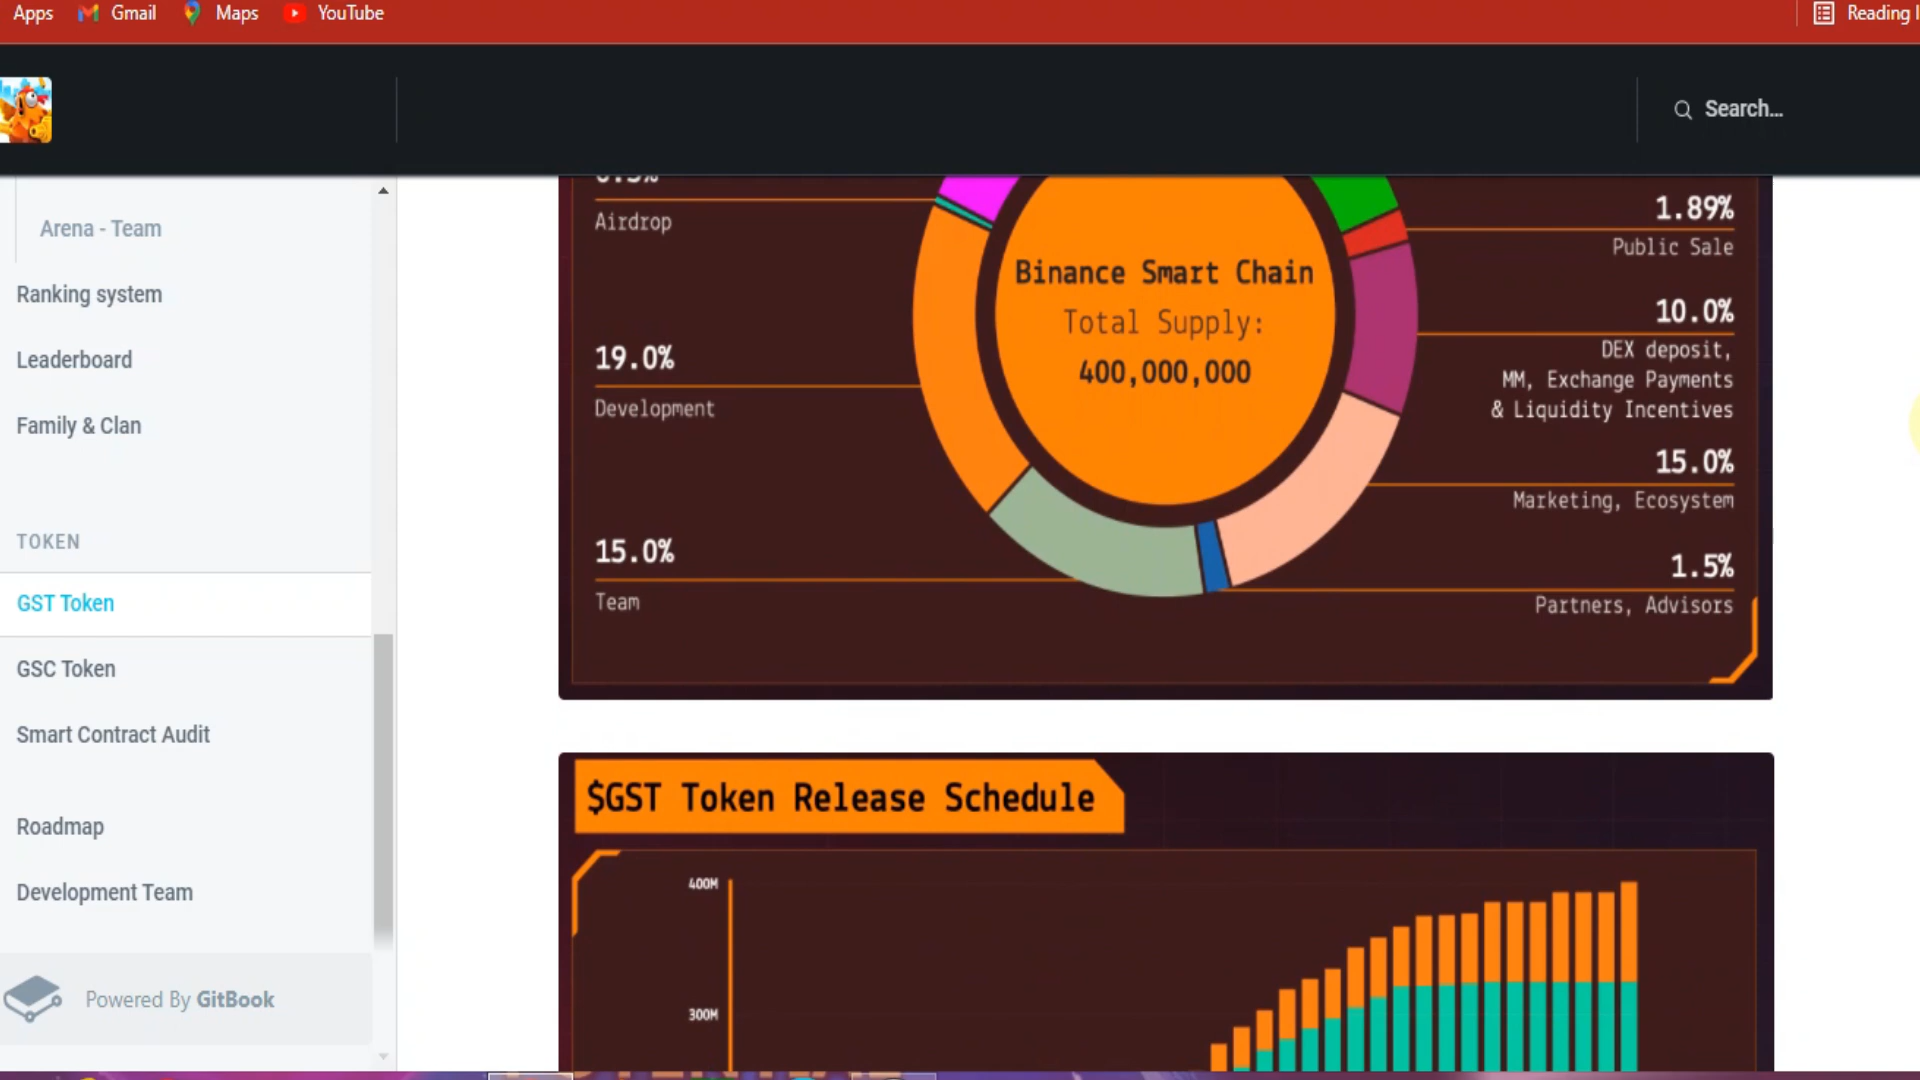 Apps Gmail Maps YouTube
Reading
Search...
Arena - Team
Ranking system
Leaderboard
Family & Clan
TOKEN
GST Token
GSC Token
Smart Contract Audit
Roadmap
Development Team
Powered By GitBook
Airdrop
19.0%
Development
15.0%
Team
Binance Smart Chain
Total Supply:
400,000,000
1.89%
Public Sale
10.0%
DEX deposit,
MM, Exchange Payments
& Liquidity Incentives
15.0%
Marketing, Ecosystem
1.5%
Partners, Advisors
$GST Token Release Schedule
400M
300M